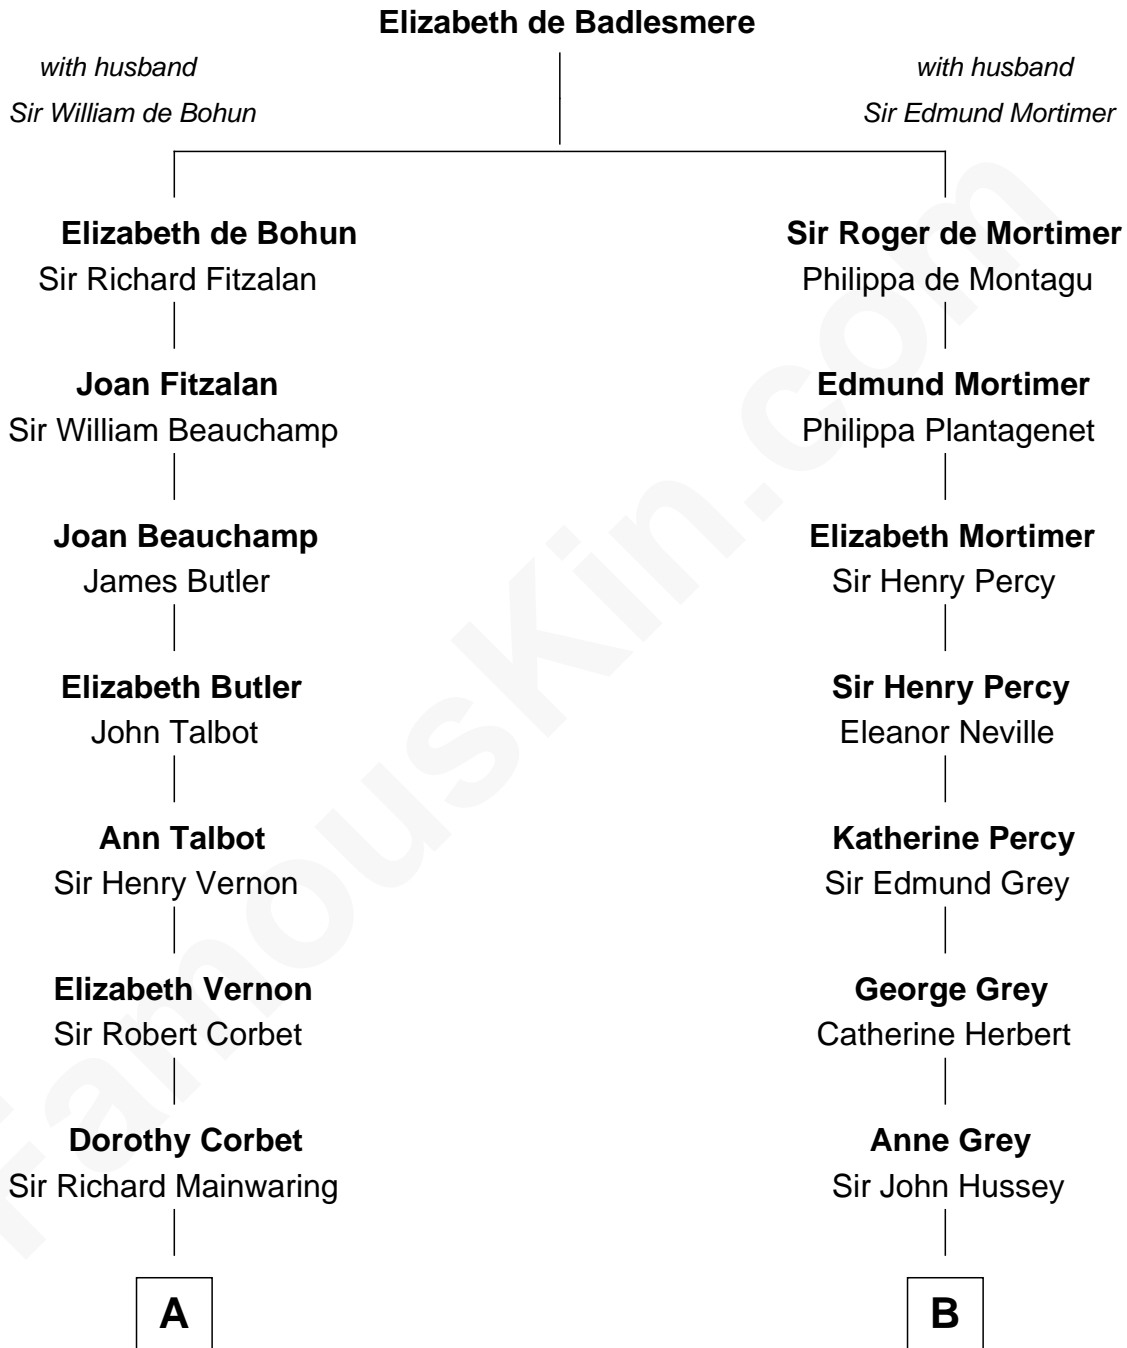 Elizabeth de Badlesmere
with husband
Sir William de Bohun
with husband
Sir Edmund Mortimer
Elizabeth de Bohun
Sir Richard Fitzalan
Sir Roger de Mortimer
Philippa de Montagu
Joan Fitzalan
Sir William Beauchamp
Edmund Mortimer
Philippa Plantagenet
Joan Beauchamp
James Butler
Elizabeth Mortimer
Sir Henry Percy
Elizabeth Butler
John Talbot
Sir Henry Percy
Eleanor Neville
Ann Talbot
Sir Henry Vernon
Katherine Percy
Sir Edmund Grey
Elizabeth Vernon
Sir Robert Corbet
George Grey
Catherine Herbert
Dorothy Corbet
Sir Richard Mainwaring
Anne Grey
Sir John Hussey
A
B
FamousKin.com